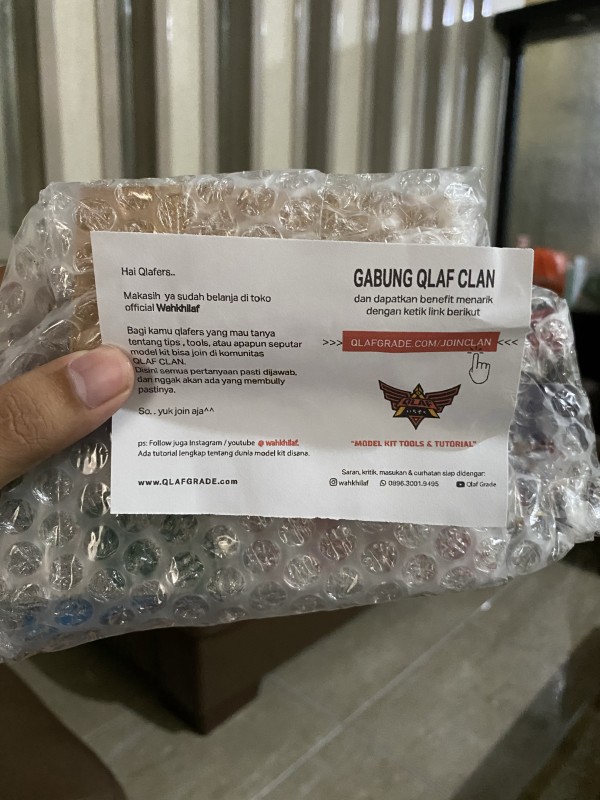 Hai Qlafers..
Makasih ya sudah belanja di toko
official Wahkhilaf
Bagi kamu qlafers yang mau tanya
tentang tips , tools, atau apapun seputar
model kit bisa join di komunitas
QLAF CLAN.
Disini semua pertanyaan pasti dijawab,
dan nggak akan ada yang membully
pastinya.
So.. yuk join aja^^
ps: Follow juga Instagram / youtube @wahkhilaf.
Ada tutorial lengkap tentang dunia model kit disana.
www.QLAFGRADE.com
GABUNG QLAF CLAN
dan dapatkan benefit menarik
dengan ketik link berikut
>>> QLAFGRADE.COM/JOINCLAN <<<
QLAF
"MODEL KIT TOOLS & TUTORIAL"
Saran, kritik, masukan & curhatan siap didengar:
wahkhilaf 0896.3001.9495 Qlaf Grade